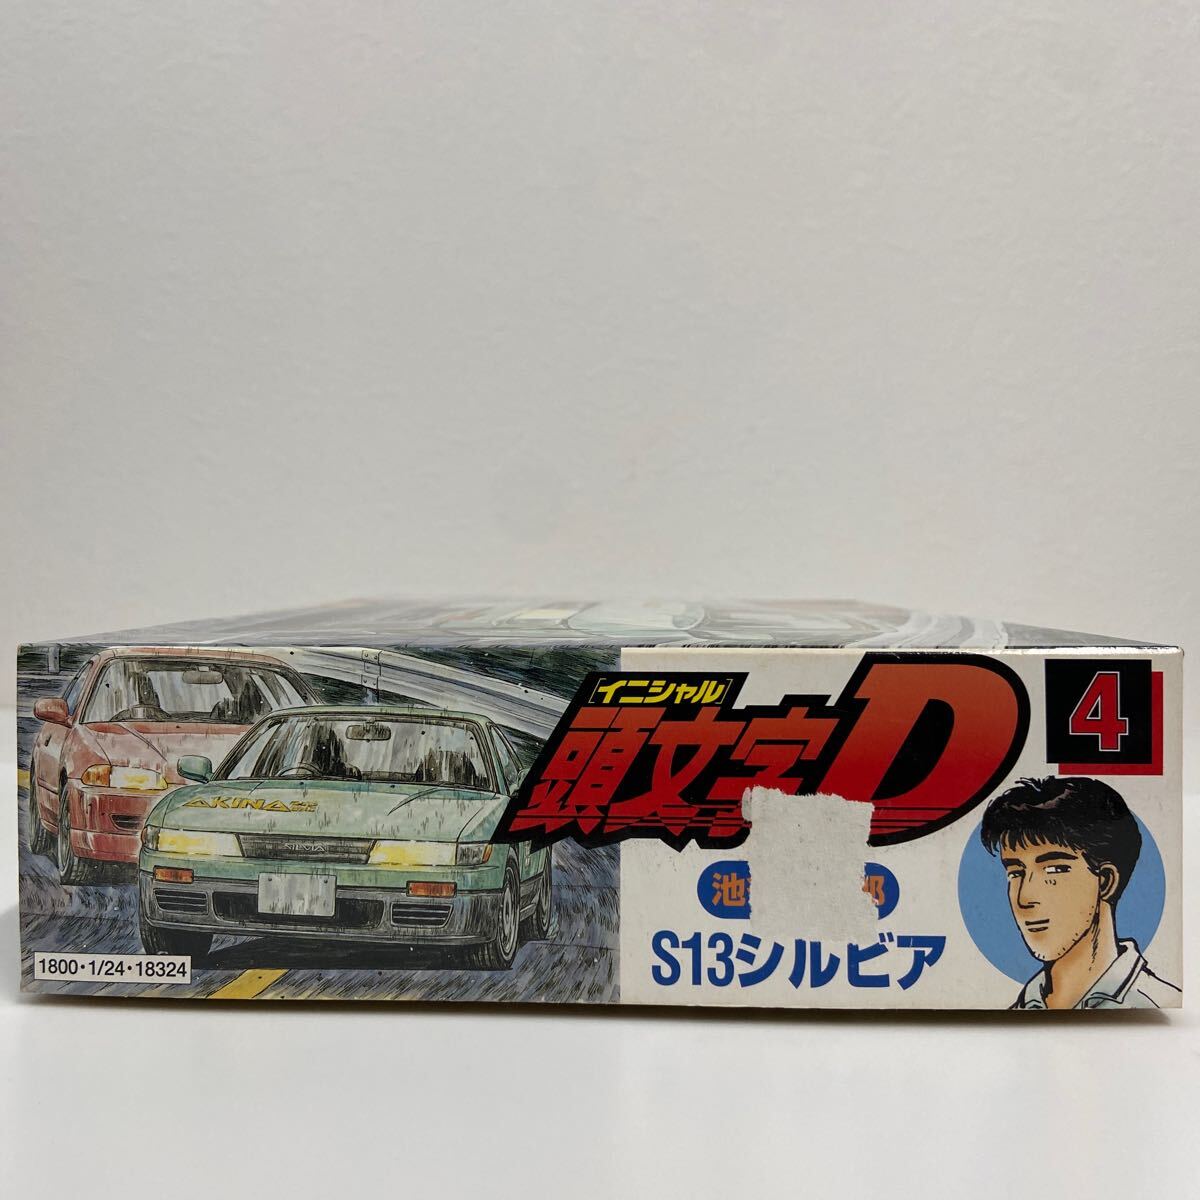 [イニシャル]
頭文字D
4
池 郎
S13シルビア
AKINA
SILVIA
1800・1/24・18324